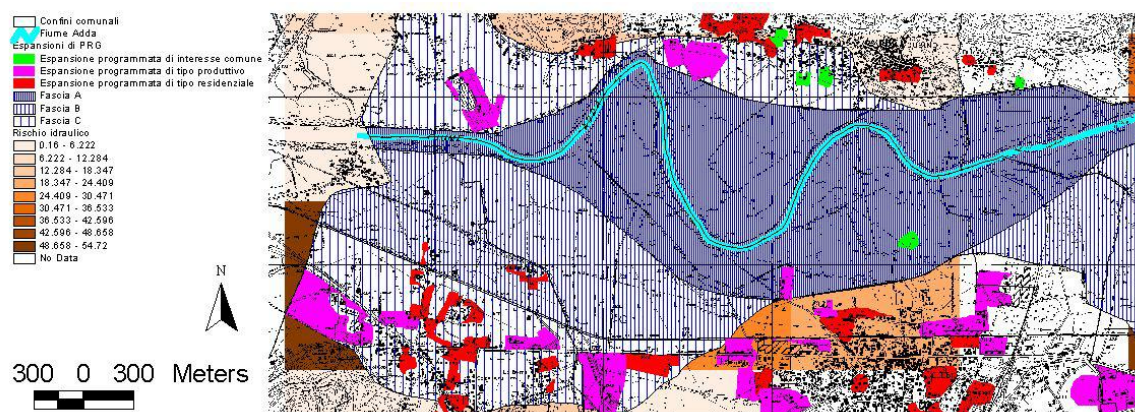 Confini comunali
Fiume Adda
Espansioni di PRG
Espansione programmata di interesse comune
Espansione programmata di tipo produttivo
Espansione programmata di tipo residenziale
Fascia A
Fascia B
Fascia C
Rischio idraulico
0.16 - 6.222
6.222 - 12.284
12.284 - 18.347
18.347 - 24.409
24.409 - 30.471
30.471 - 36.533
36.533 - 42.596
42.596 - 48.658
48.658 - 54.72
No Data
N
300 0 300 Meters